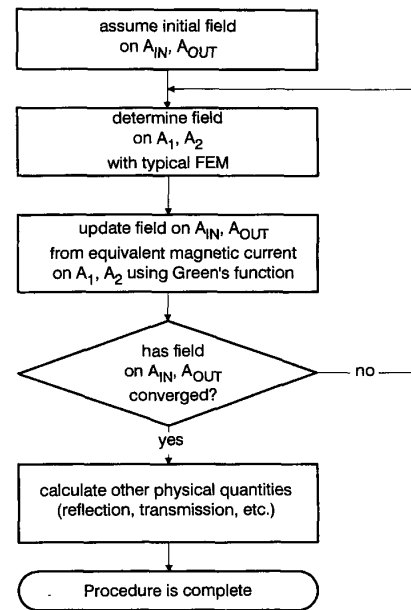 assume initial field
on A_IN, A_OUT
determine field
on A_1, A_2
with typical FEM
update field on A_IN, A_OUT
from equivalent magnetic current
on A_1, A_2 using Green's function
has field
on A_IN, A_OUT
converged?
no
yes
calculate other physical quantities
(reflection, transmission, etc.)
Procedure is complete